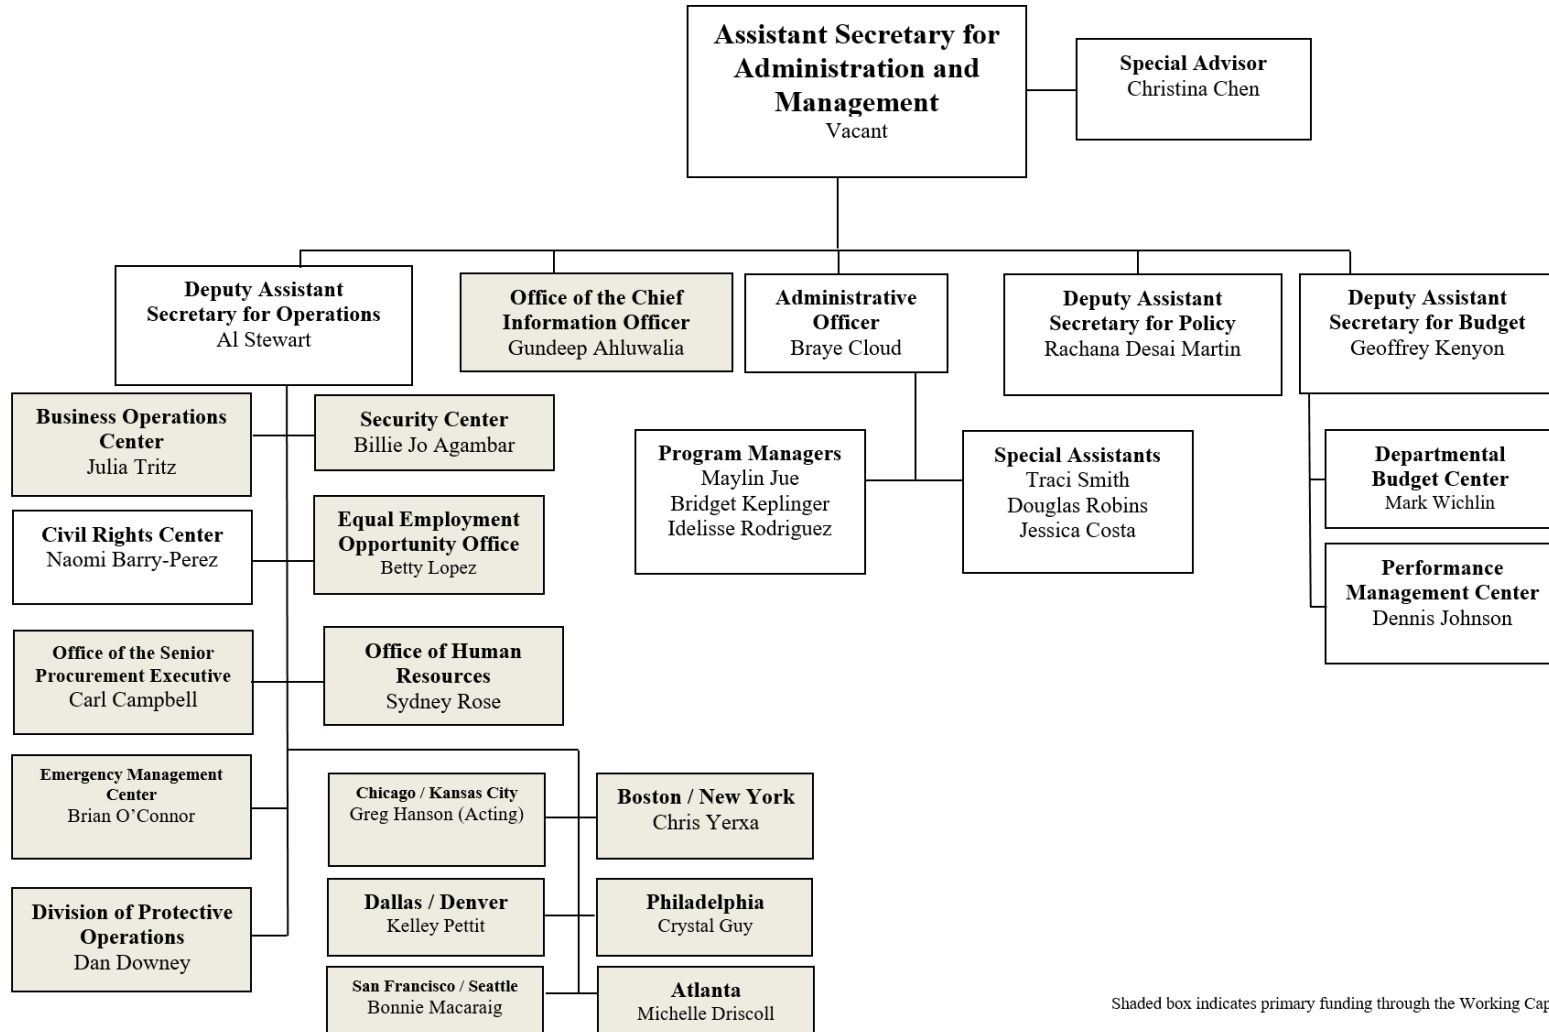 Assistant Secretary for
Administration and
Management
Vacant
Special Advisor
Christina Chen
Deputy Assistant
Secretary for Operations
Al Stewart
Office of the Chief
Information Officer
Gundeep Ahluwalia
Administrative
Officer
Braye Cloud
Deputy Assistant
Secretary for Policy
Rachana Desai Martin
Deputy Assistant
Secretary for Budget
Geoffrey Kenyon
Business Operations
Center
Julia Tritz
Security Center
Billie Jo Agambar
Civil Rights Center
Naomi Barry-Perez
Equal Employment
Opportunity Office
Betty Lopez
Office of the Senior
Procurement Executive
Carl Campbell
Office of Human
Resources
Sydney Rose
Emergency Management
Center
Brian O’Connor
Division of Protective
Operations
Dan Downey
Chicago / Kansas City
Greg Hanson (Acting)
Boston / New York
Chris Yerxa
Dallas / Denver
Kelley Pettit
Philadelphia
Crystal Guy
San Francisco / Seattle
Bonnie Macaraig
Atlanta
Michelle Driscoll
Program Managers
Maylin Jue
Bridget Keplinger
Idelisse Rodriguez
Special Assistants
Traci Smith
Douglas Robins
Jessica Costa
Departmental
Budget Center
Mark Wichlin
Performance
Management Center
Dennis Johnson
Shaded box indicates primary funding through the Working